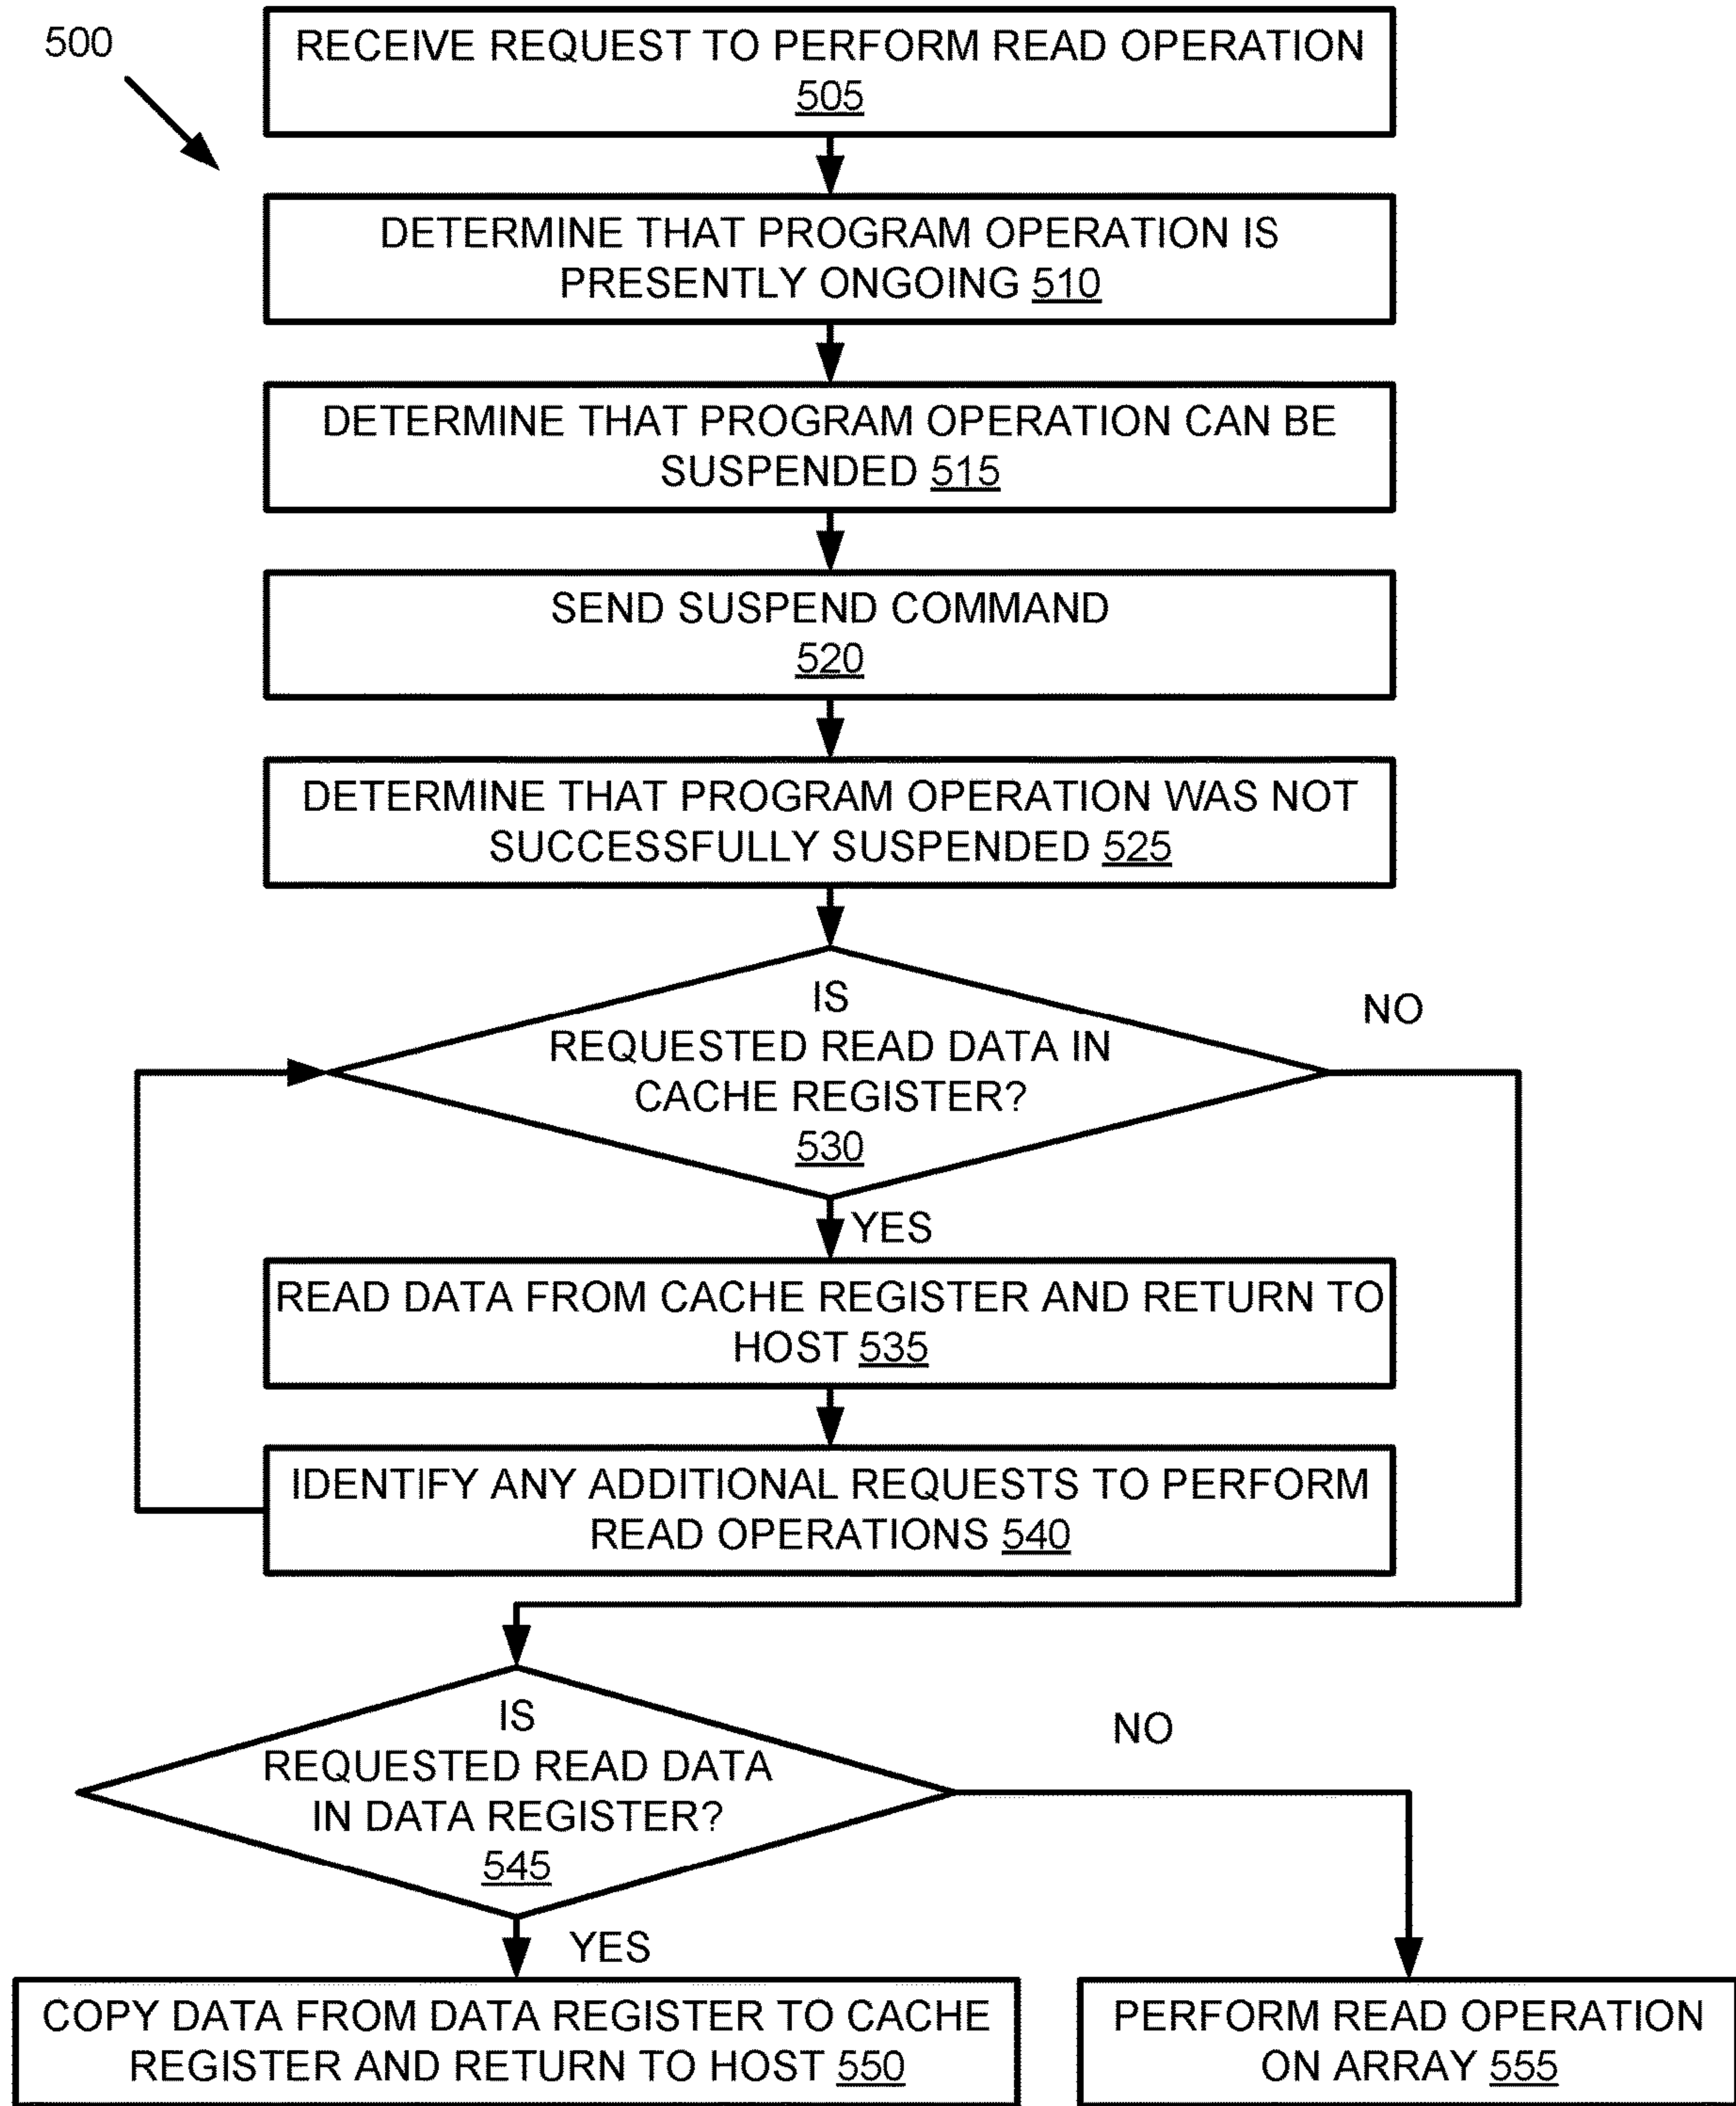 500
RECEIVE REQUEST TO PERFORM READ OPERATION
505
DETERMINE THAT PROGRAM OPERATION IS
PRESENTLY ONGOING 510
DETERMINE THAT PROGRAM OPERATION CAN BE
SUSPENDED 515
SEND SUSPEND COMMAND
520
DETERMINE THAT PROGRAM OPERATION WAS NOT
SUCCESSFULLY SUSPENDED 525
IS
REQUESTED READ DATA IN
CACHE REGISTER?
530
NO
YES
READ DATA FROM CACHE REGISTER AND RETURN TO
HOST 535
IDENTIFY ANY ADDITIONAL REQUESTS TO PERFORM
READ OPERATIONS 540
IS
REQUESTED READ DATA
IN DATA REGISTER?
545
NO
YES
COPY DATA FROM DATA REGISTER TO CACHE
REGISTER AND RETURN TO HOST 550
PERFORM READ OPERATION
ON ARRAY 555